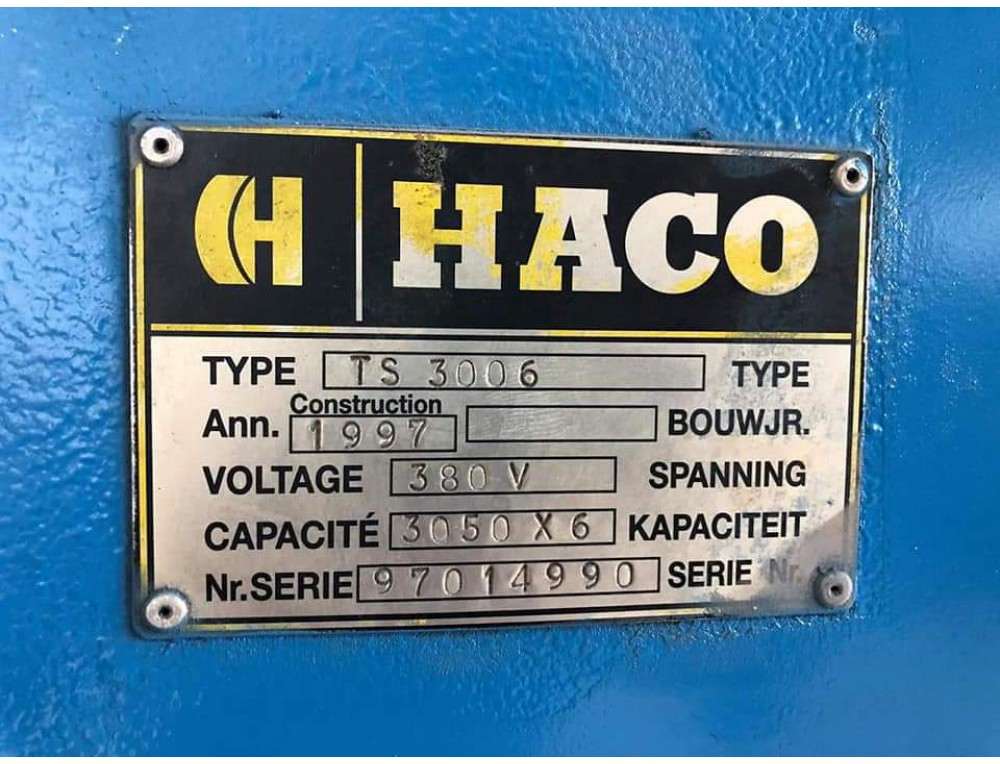 H HACO
TYPE TS 3006 TYPE
Construction
Ann. 1997 BOUWJR.
VOLTAGE 380 V SPANNING
CAPACITÉ 3050 X 6 KAPACITEIT
Nr. SERIE 97014990 SERIE Nr.